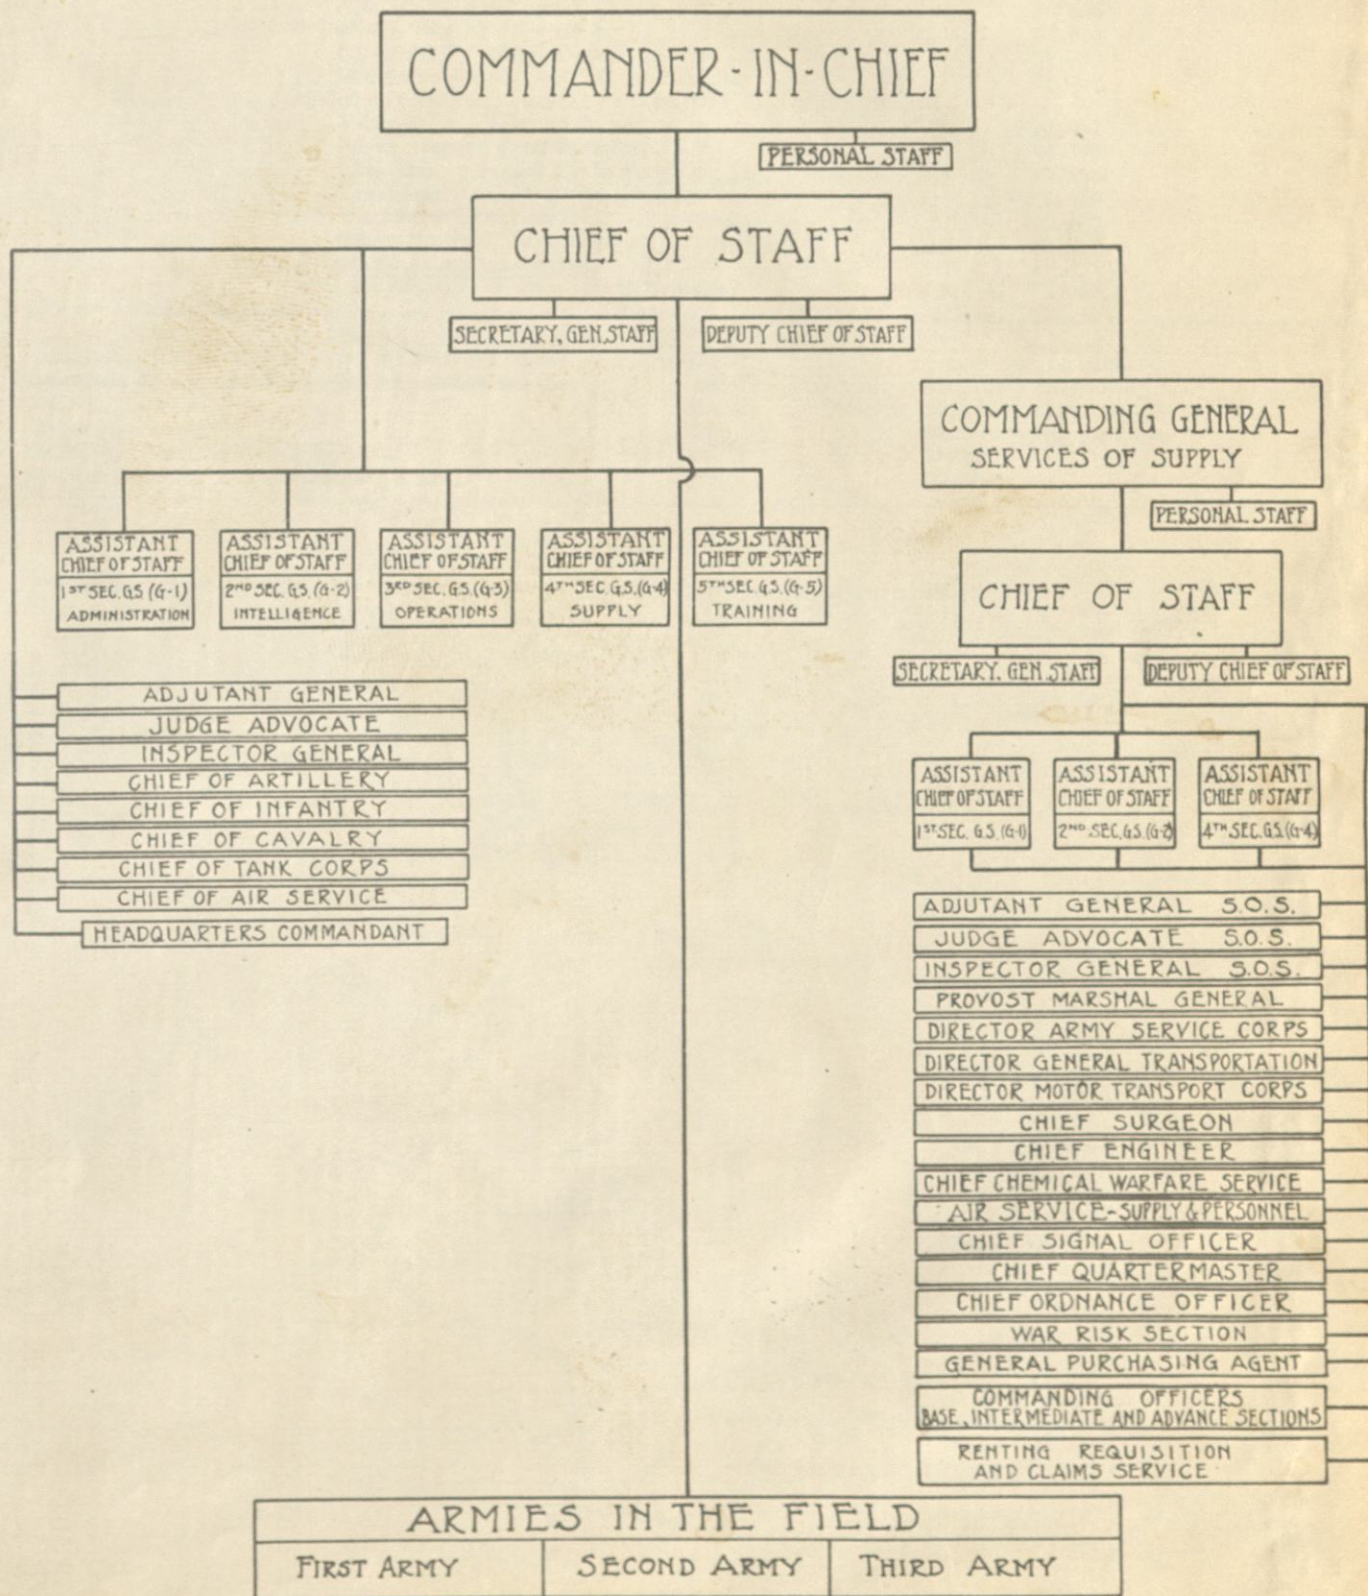 COMMANDER-IN-CHIEF
PERSONAL STAFF
CHIEF OF STAFF
SECRETARY, GEN. STAFF
DEPUTY CHIEF OF STAFF
ASSISTANT
CHIEF OF STAFF
1ST SEC. G.S. (G-1)
ADMINISTRATION
ASSISTANT
CHIEF OF STAFF
2ND SEC. G.S. (G-2)
INTELLIGENCE
ASSISTANT
CHIEF OF STAFF
3RD SEC. G.S. (G-3)
OPERATIONS
ASSISTANT
CHIEF OF STAFF
4TH SEC. G.S. (G-4)
SUPPLY
ASSISTANT
CHIEF OF STAFF
5TH SEC. G.S. (G-5)
TRAINING
ADJUTANT GENERAL
JUDGE ADVOCATE
INSPECTOR GENERAL
CHIEF OF ARTILLERY
CHIEF OF INFANTRY
CHIEF OF CAVALRY
CHIEF OF TANK CORPS
CHIEF OF AIR SERVICE
HEADQUARTERS COMMANDANT
COMMANDING GENERAL
SERVICES OF SUPPLY
PERSONAL STAFF
CHIEF OF STAFF
SECRETARY. GEN. STAFF
DEPUTY CHIEF OF STAFF
ASSISTANT
CHIEF OF STAFF
1ST SEC. G.S. (G-1)
ASSISTANT
CHIEF OF STAFF
2ND SEC. G.S. (G-2)
ASSISTANT
CHIEF OF STAFF
4TH SEC. G.S. (G-4)
ADJUTANT GENERAL S.O.S.
JUDGE ADVOCATE S.O.S.
INSPECTOR GENERAL S.O.S.
PROVOST MARSHAL GENERAL
DIRECTOR ARMY SERVICE CORPS
DIRECTOR GENERAL TRANSPORTATION
DIRECTOR MOTOR TRANSPORT CORPS
CHIEF SURGEON
CHIEF ENGINEER
CHIEF CHEMICAL WARFARE SERVICE
AIR SERVICE-SUPPLY & PERSONNEL
CHIEF SIGNAL OFFICER
CHIEF QUARTERMASTER
CHIEF ORDNANCE OFFICER
WAR RISK SECTION
GENERAL PURCHASING AGENT
COMMANDING OFFICERS
BASE, INTERMEDIATE AND ADVANCE SECTIONS
RENTING REQUISITION
AND CLAIMS SERVICE
ARMIES IN THE FIELD
FIRST ARMY
SECOND ARMY
THIRD ARMY